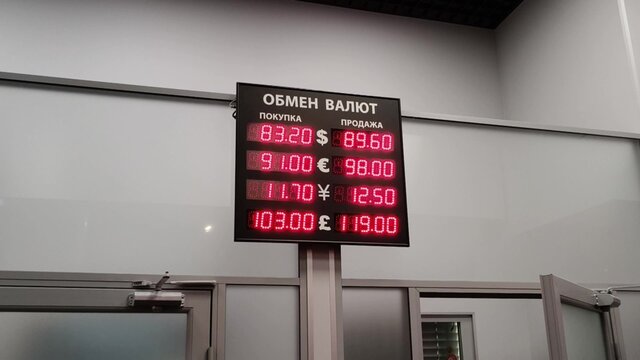 ОБМЕН ВАЛЮТ
ПОКУПКА ПРОДАЖА
83.20 $ 89.60
91.00 € 98.00
11.70 ¥ 12.50
103.00 £ 119.00